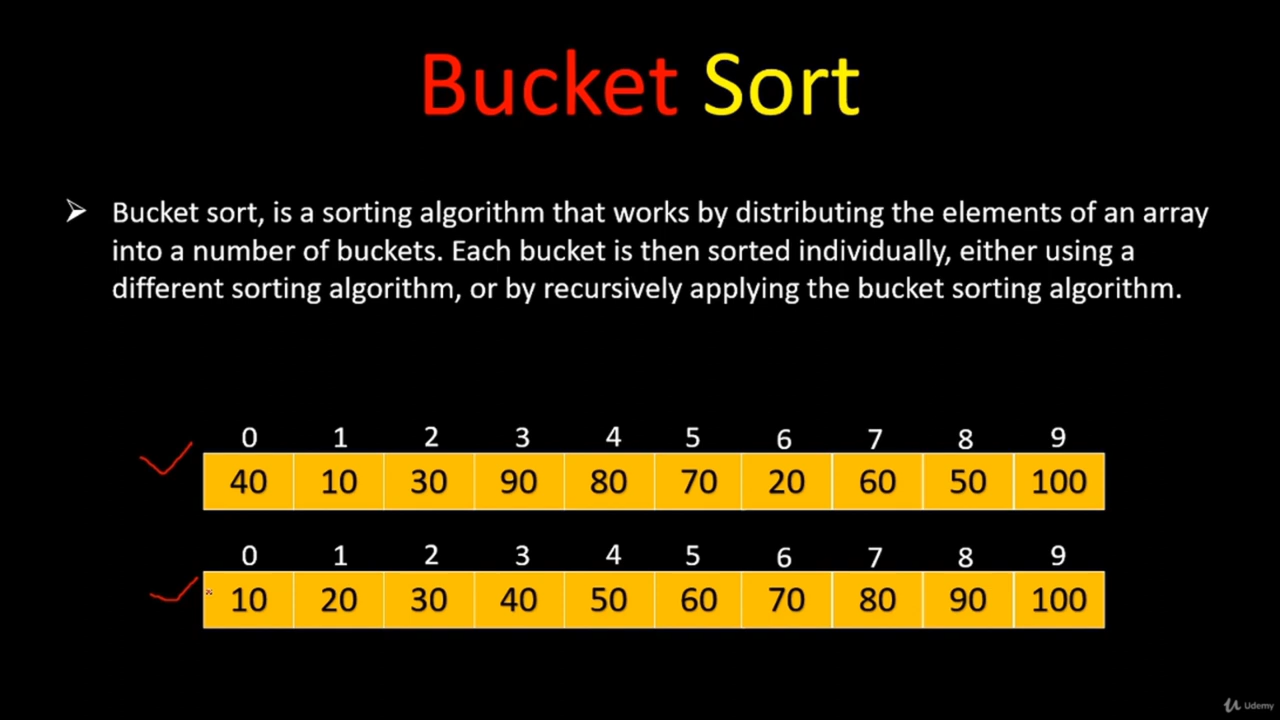 Bucket Sort
Bucket sort, is a sorting algorithm that works by distributing the elements of an array
into a number of buckets. Each bucket is then sorted individually, either using a
different sorting algorithm, or by recursively applying the bucket sorting algorithm.
0 1 2 3 4 5 6 7 8 9
40 10 30 90 80 70 20 60 50 100
0 1 2 3 4 5 6 7 8 9
10 20 30 40 50 60 70 80 90 100
Udemy